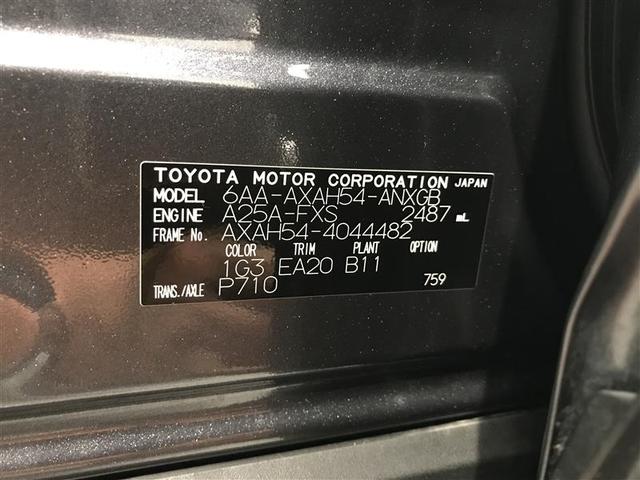 TOYOTA MOTOR CORPORATION JAPAN
MODEL 6AA-AXAH54-ANXGB
ENGINE A25A-FXS 2487 mL
FRAME No. AXAH54-4044482
COLOR TRIM PLANT OPTION
1G3 EA20 B11
TRANS./AXLE P710 759